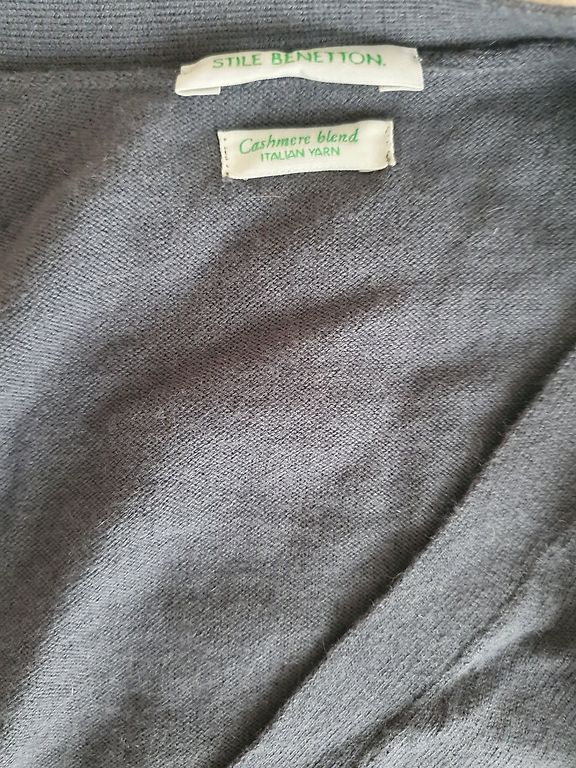 STILE BENETTON.
Cashmere blend
ITALIAN YARN